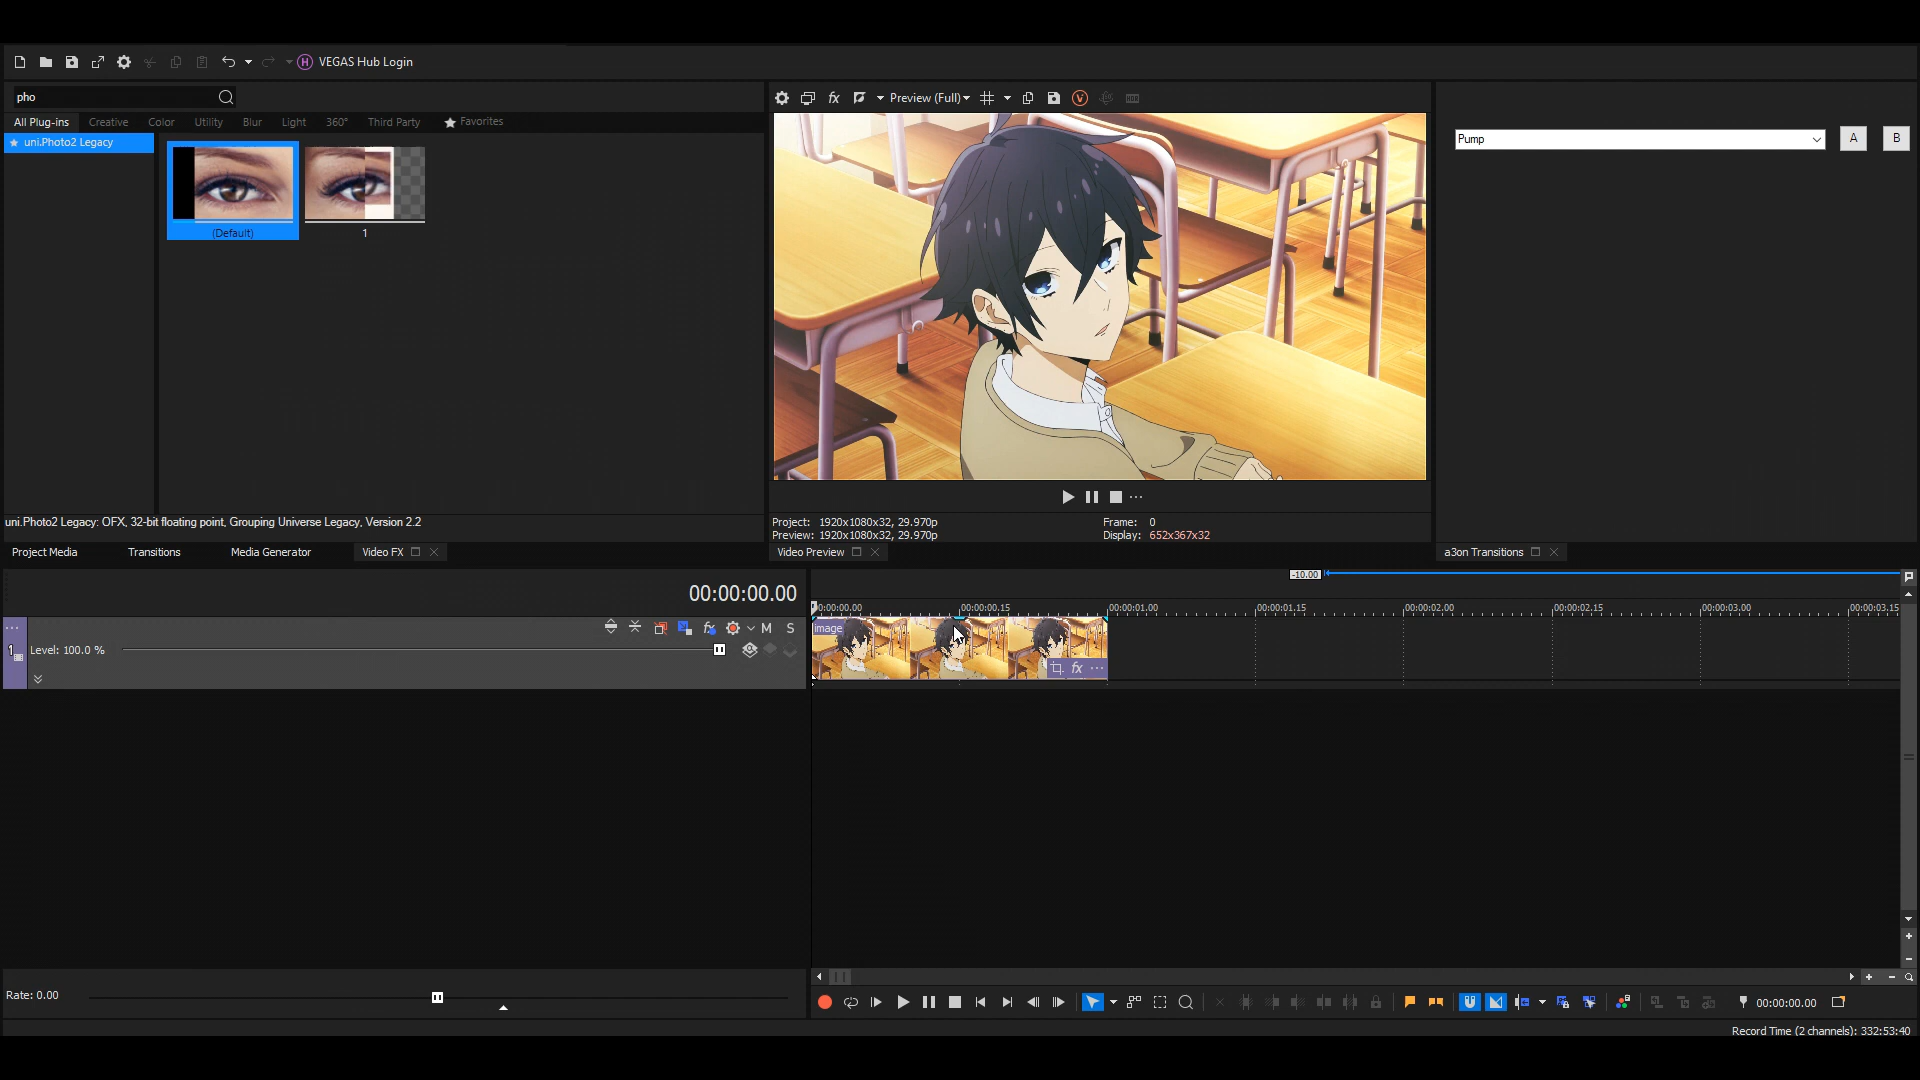 VEGAS Hub Login
pho
All Plug-ins Creative Color Utility Blur Light 360° Third Party Favorites
uni.Photo2 Legacy
(Default)
1
uni.Photo2 Legacy: OFX, 32-bit floating point, Grouping Universe Legacy, Version 2.2
Project Media Transitions Media Generator Video FX
fx Preview (Full)
Project: 1920x1080x32, 29.970p
Frame: 0
Preview: 1920x1080x32, 29.970p
Display: 652x367x32
Video Preview
Pump A B
a3on Transitions
00:00:00.00
-10.00
00:00:00.00 00:00:00.15 00:00:01.00 00:00:01.15 00:00:02.00 00:00:02.15 00:00:03.00 00:00:03.15
M S
1
Level: 100.0 %
image
fx
Rate: 0.00
00:00:00.00
Record Time (2 channels): 332:53:40